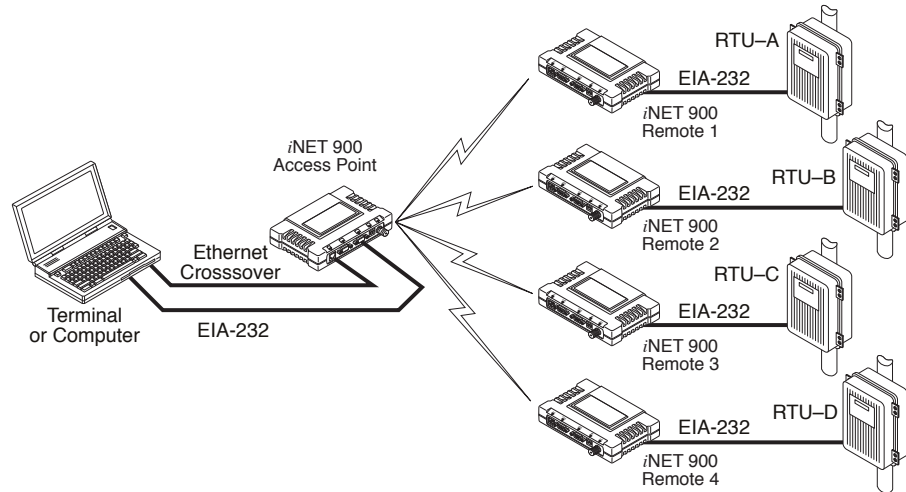 RTU–A
EIA-232
iNET 900
Remote 1
iNET 900
Access Point
RTU–B
EIA-232
iNET 900
Remote 2
Ethernet
Crosssover
RTU–C
EIA-232
iNET 900
Remote 3
Terminal
or Computer
EIA-232
RTU–D
EIA-232
iNET 900
Remote 4